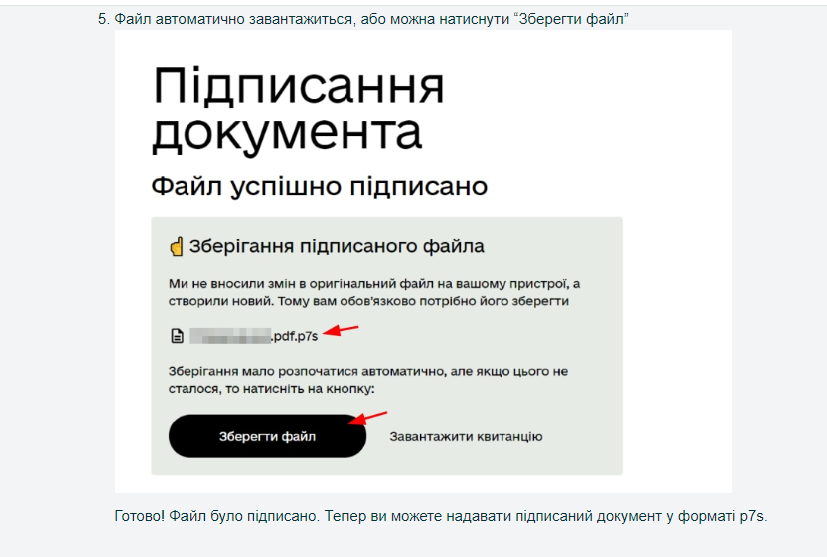 5. Файл автоматично завантажиться, або можна натиснути “Зберегти файл”
Підписання
документа
Файл успішно підписано
☝Зберігання підписаного файла
Ми не вносили змін в оригінальний файл на вашому пристрої, а
створили новий. Тому вам обов'язково потрібно його зберегти
.pdf.p7s
Зберігання мало розпочатися автоматично, але якщо цього не
сталося, то натисніть на кнопку:
Зберегти файл
Завантажити квитанцію
Готово! Файл було підписано. Тепер ви можете надавати підписаний документ у форматі p7s.